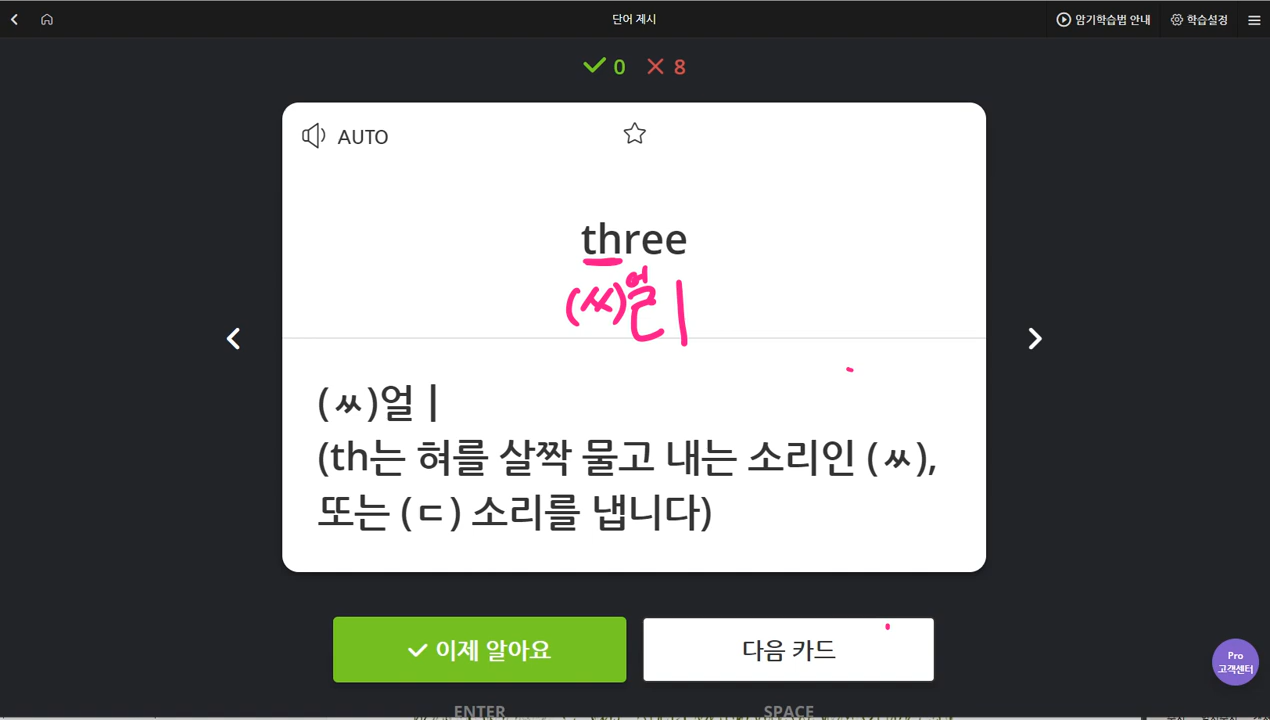 단어 제시
암기학습법 안내
학습설정
0 8
AUTO
three
(ㅆ)얼ㅣ
(ㅆ)얼ㅣ
(th는 혀를 살짝 물고 내는 소리인 (ㅆ),
또는 (ㄷ) 소리를 냅니다)
이제 알아요
다음 카드
Pro
고객센터
ENTER
SPACE